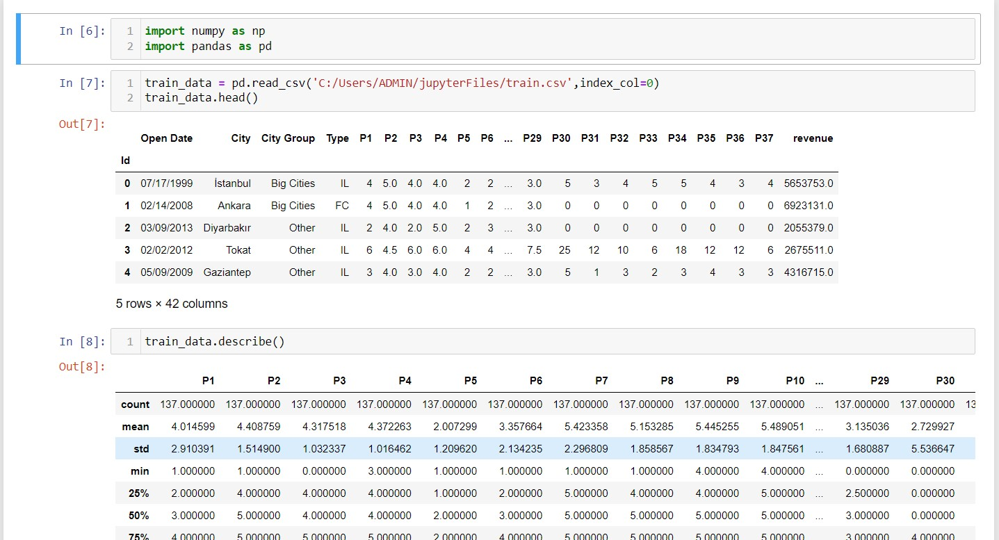 In [6]:
1 import numpy as np
2 import pandas as pd
In [7]:
1 train_data = pd.read_csv('C:/Users/ADMIN/jupyterFiles/train.csv',index_col=0)
2 train_data.head()
Out[7]:
Open Date City City Group Type P1 P2 P3 P4 P5 P6 ... P29 P30 P31 P32 P33 P34 P35 P36 P37 revenue
Id
0 07/17/1999 İstanbul Big Cities IL 4 5.0 4.0 4.0 2 2 ... 3.0 5 3 4 5 5 4 3 4 5653753.0
1 02/14/2008 Ankara Big Cities FC 4 5.0 4.0 4.0 1 2 ... 3.0 0 0 0 0 0 0 0 0 6923131.0
2 03/09/2013 Diyarbakır Other IL 2 4.0 2.0 5.0 2 3 ... 3.0 0 0 0 0 0 0 0 0 2055379.0
3 02/02/2012 Tokat Other IL 6 4.5 6.0 6.0 4 4 ... 7.5 25 12 10 6 18 12 12 6 2675511.0
4 05/09/2009 Gaziantep Other IL 3 4.0 3.0 4.0 2 2 ... 3.0 5 1 3 2 3 4 3 3 4316715.0
5 rows × 42 columns
In [8]:
1 train_data.describe()
Out[8]:
P1 P2 P3 P4 P5 P6 P7 P8 P9 P10 ... P29 P30
count 137.000000 137.000000 137.000000 137.000000 137.000000 137.000000 137.000000 137.000000 137.000000 137.000000 ... 137.000000 137.000000 13
mean 4.014599 4.408759 4.317518 4.372263 2.007299 3.357664 5.423358 5.153285 5.445255 5.489051 ... 3.135036 2.729927
std 2.910391 1.514900 1.032337 1.016462 1.209620 2.134235 2.296809 1.858567 1.834793 1.847561 ... 1.680887 5.536647
min 1.000000 1.000000 0.000000 3.000000 1.000000 1.000000 1.000000 1.000000 4.000000 4.000000 ... 0.000000 0.000000
25% 2.000000 4.000000 4.000000 4.000000 1.000000 2.000000 5.000000 4.000000 4.000000 5.000000 ... 2.500000 0.000000
50% 3.000000 5.000000 4.000000 4.000000 2.000000 3.000000 5.000000 5.000000 5.000000 5.000000 ... 3.000000 0.000000
75% 4.000000 5.000000 5.000000 5.000000 2.000000 4.000000 5.000000 5.000000 5.000000 5.000000 ... 3.000000 4.000000